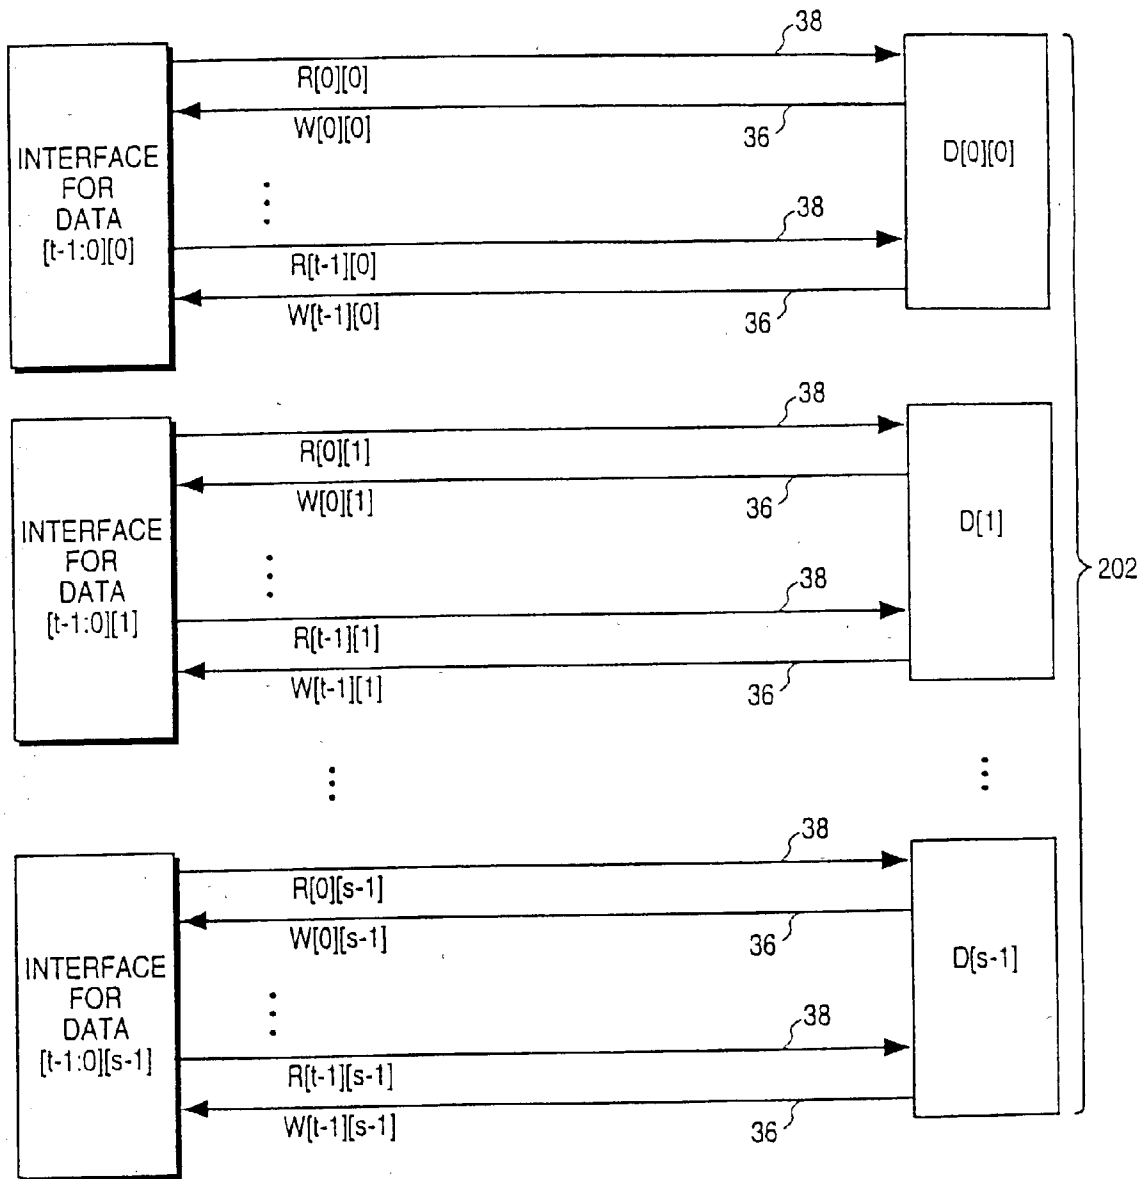 38
R[0][0]
W[0][0]
36
INTERFACE
FOR
DATA
[t-1:0][0]
D[0][0]
38
R[t-1][0]
W[t-1][0]
36
38
R[0][1]
W[0][1]
36
INTERFACE
FOR
DATA
[t-1:0][1]
D[1]
202
38
R[t-1][1]
W[t-1][1]
36
38
R[0][s-1]
W[0][s-1]
36
INTERFACE
FOR
DATA
[t-1:0][s-1]
D[s-1]
38
R[t-1][s-1]
W[t-1][s-1]
36